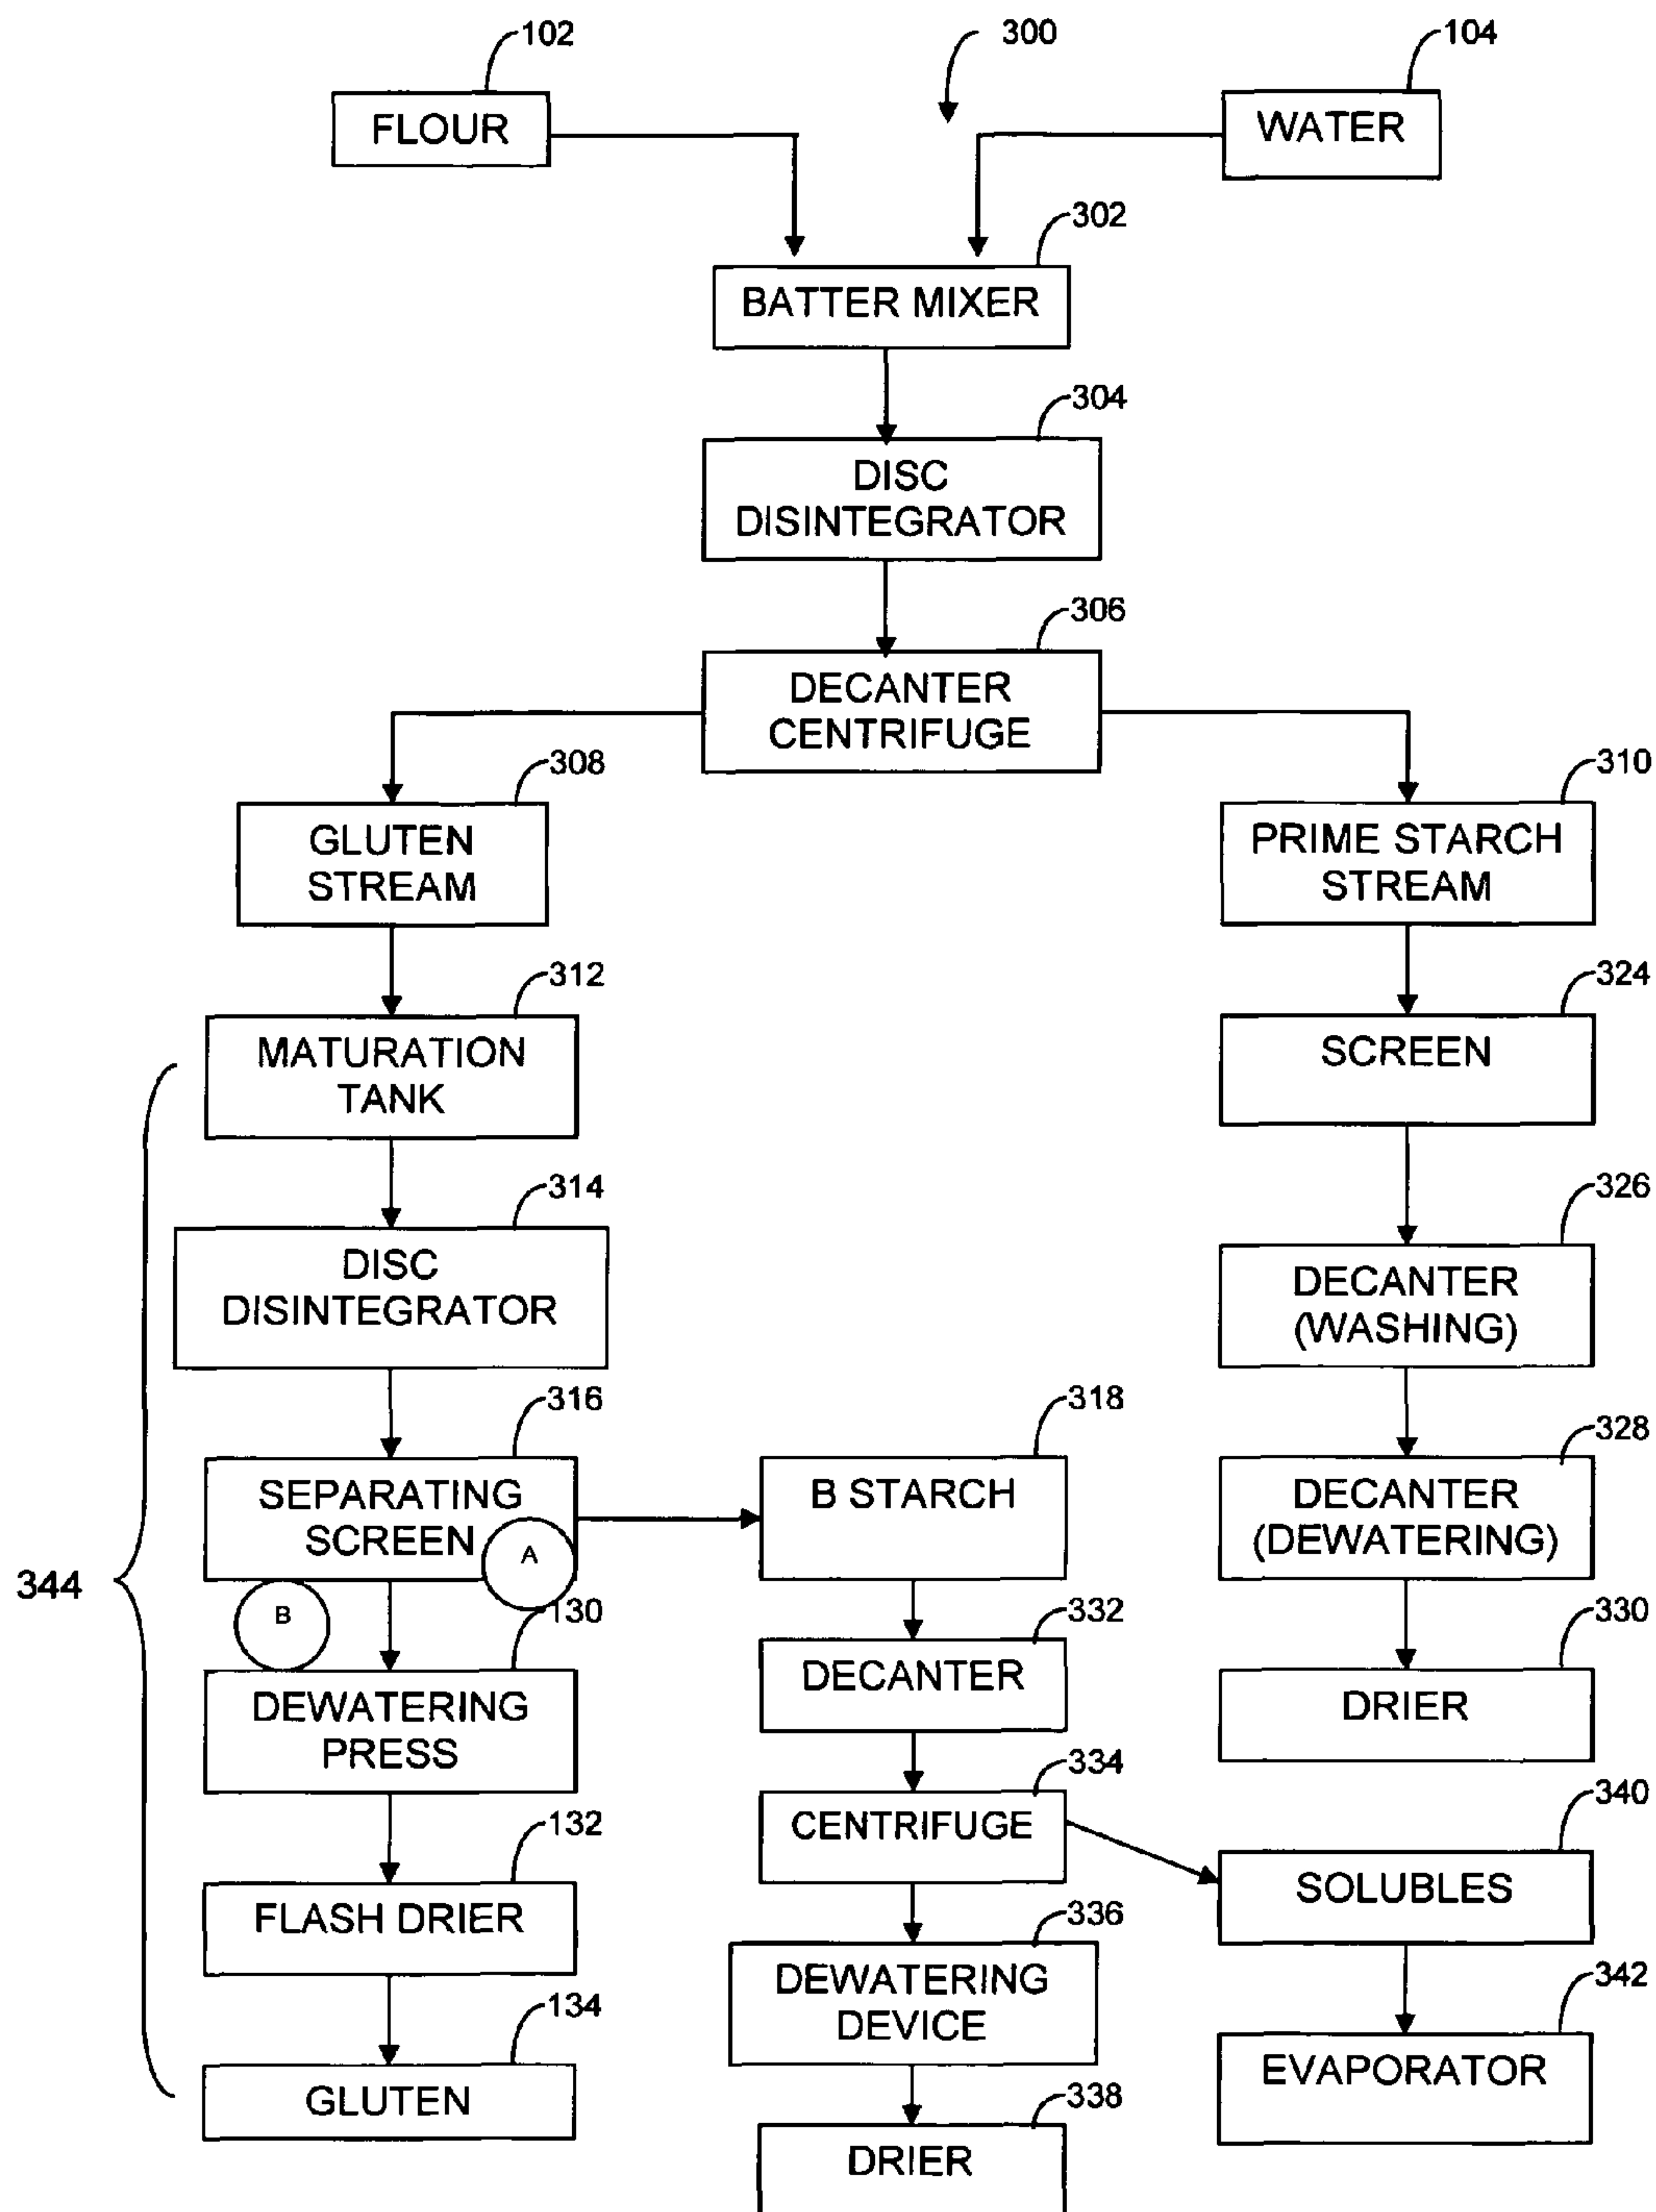 102
300
104
FLOUR
WATER
302
BATTER MIXER
304
DISC
DISINTEGRATOR
306
DECANTER
CENTRIFUGE
308
310
GLUTEN
STREAM
PRIME STARCH
STREAM
312
324
MATURATION
TANK
SCREEN
314
326
DISC
DISINTEGRATOR
DECANTER
(WASHING)
316
318
328
SEPARATING
SCREEN
A
B STARCH
DECANTER
(DEWATERING)
344
B
130
332
330
DEWATERING
PRESS
DECANTER
DRIER
334
340
132
CENTRIFUGE
SOLUBLES
FLASH DRIER
336
342
134
DEWATERING
DEVICE
EVAPORATOR
GLUTEN
338
DRIER